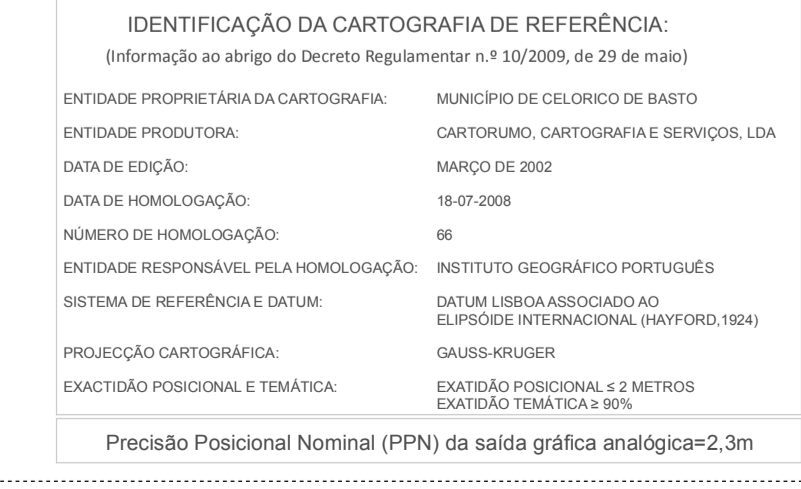 IDENTIFICAÇÃO DA CARTOGRAFIA DE REFERÊNCIA:
(Informação ao abrigo do Decreto Regulamentar n.º 10/2009, de 29 de maio)
ENTIDADE PROPRIETÁRIA DA CARTOGRAFIA: MUNICÍPIO DE CELORICO DE BASTO
ENTIDADE PRODUTORA: CARTORUMO, CARTOGRAFIA E SERVIÇOS, LDA
DATA DE EDIÇÃO: MARÇO DE 2002
DATA DE HOMOLOGAÇÃO: 18-07-2008
NÚMERO DE HOMOLOGAÇÃO: 66
ENTIDADE RESPONSÁVEL PELA HOMOLOGAÇÃO: INSTITUTO GEOGRÁFICO PORTUGUÊS
SISTEMA DE REFERÊNCIA E DATUM: DATUM LISBOA ASSOCIADO AO
ELIPSÓIDE INTERNACIONAL (HAYFORD,1924)
PROJECÇÃO CARTOGRÁFICA: GAUSS-KRUGER
EXACTIDÃO POSICIONAL E TEMÁTICA: EXATIDÃO POSICIONAL ≤ 2 METROS
EXATIDÃO TEMÁTICA ≥ 90%
Precisão Posicional Nominal (PPN) da saída gráfica analógica=2,3m